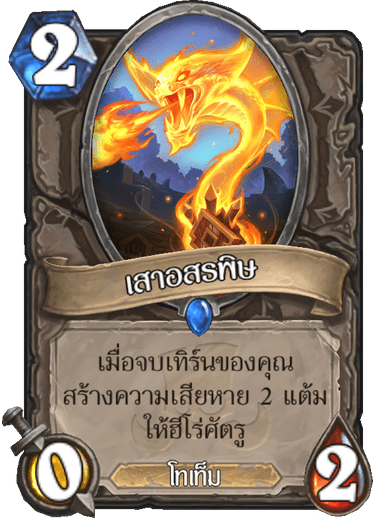 2
เสาอสรพิษ
เมื่อจบเทิร์นของคุณ
สร้างความเสียหาย 2 แต้ม
ให้ฮีโร่ศัตรู
0
โทเท็ม
2